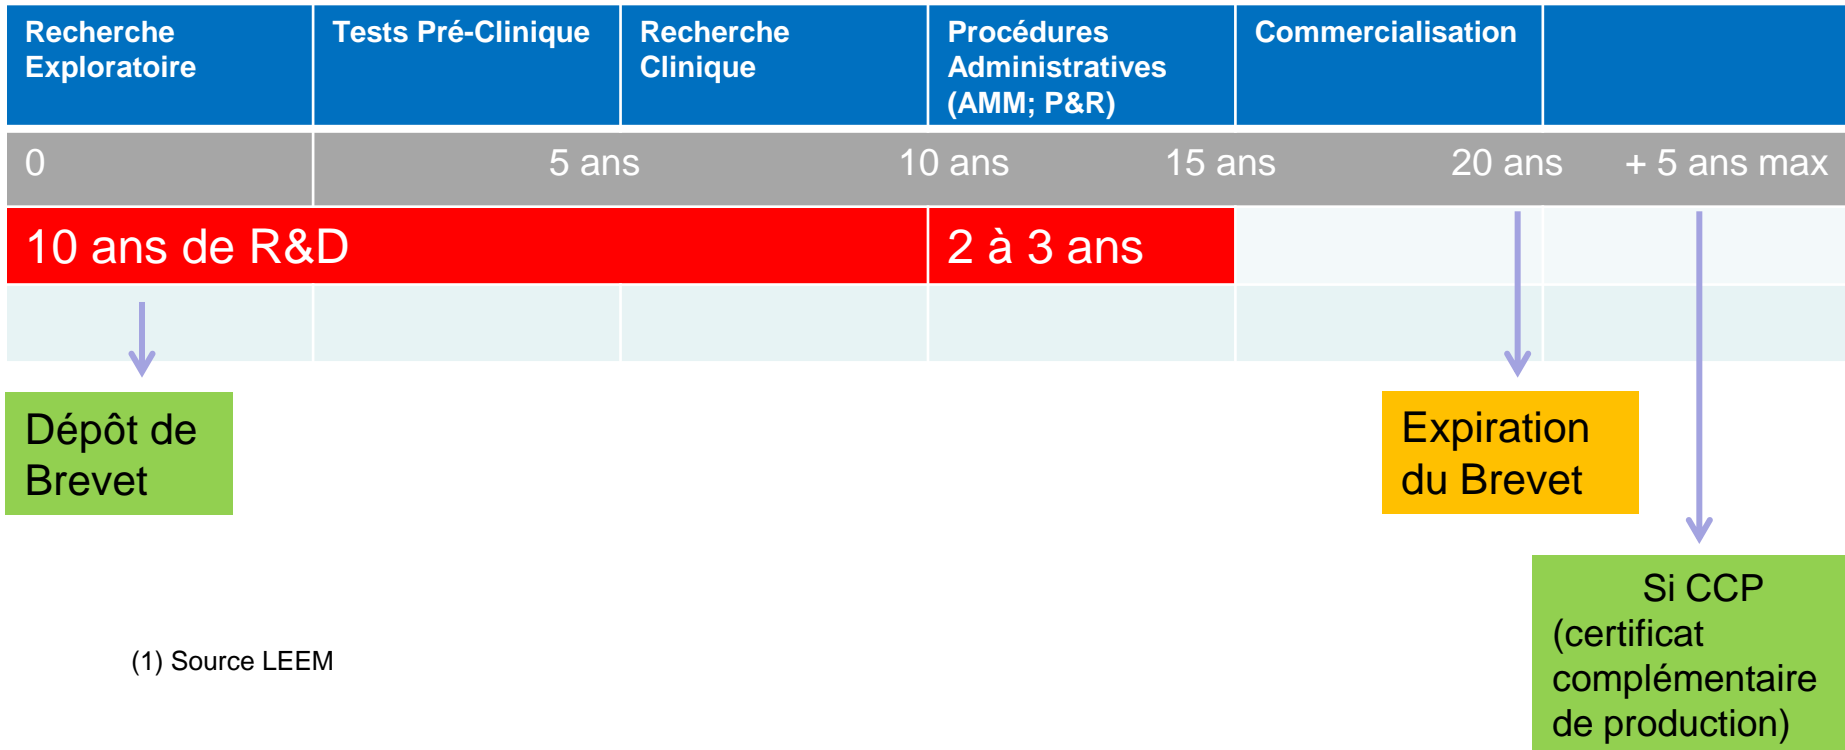 Recherche
Exploratoire
Tests Pré-Clinique
Recherche
Clinique
Procédures
Administratives
(AMM; P&R)
Commercialisation
0
5 ans
10 ans
15 ans
20 ans
+ 5 ans max
10 ans de R&D
2 à 3 ans
Dépôt de
Brevet
Expiration
du Brevet
Si CCP
(certificat
complémentaire
de production)
(1) Source LEEM